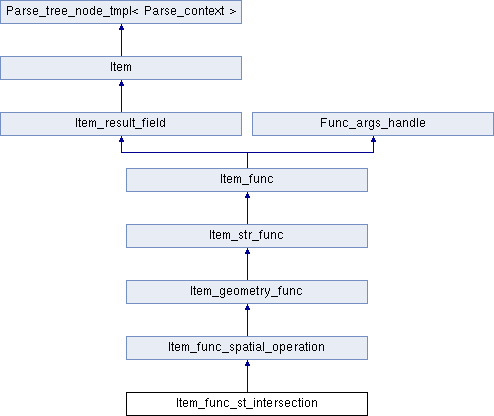 Parse_tree_node_tmpl< Parse_context >
Item
Item_result_field
Func_args_handle
Item_func
Item_str_func
Item_geometry_func
Item_func_spatial_operation
Item_func_st_intersection